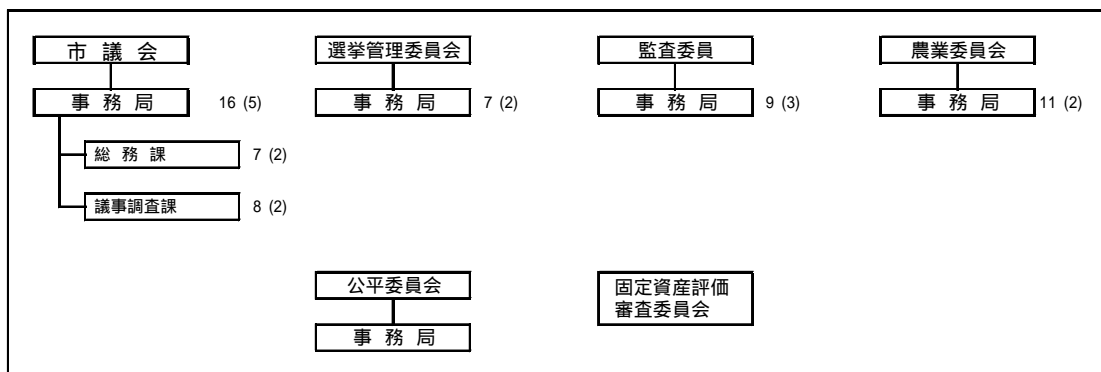 市 議 会
選挙管理委員会
監査委員
農業委員会
事 務 局 16 (5)
事 務 局 7 (2)
事 務 局 9 (3)
事 務 局 11 (2)
総 務 課 7 (2)
議事調査課 8 (2)
公平委員会
固定資産評価
審査委員会
事 務 局